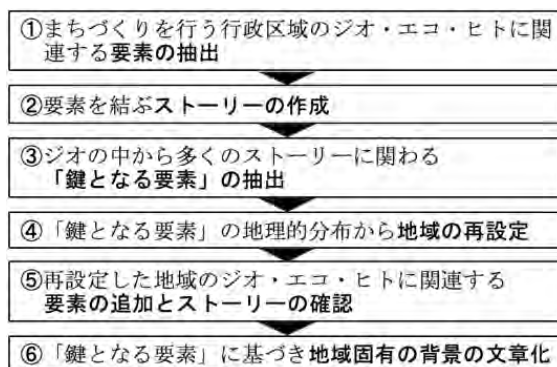 ①まちづくりを行う行政区域のジオ・エコ・ヒトに関
連する要素の抽出
②要素を結ぶストーリーの作成
③ジオの中から多くのストーリーに関わる
「鍵となる要素」の抽出
④「鍵となる要素」の地理的分布から地域の再設定
⑤再設定した地域のジオ・エコ・ヒトに関連する
要素の追加とストーリーの確認
⑥「鍵となる要素」に基づき地域固有の背景の文章化